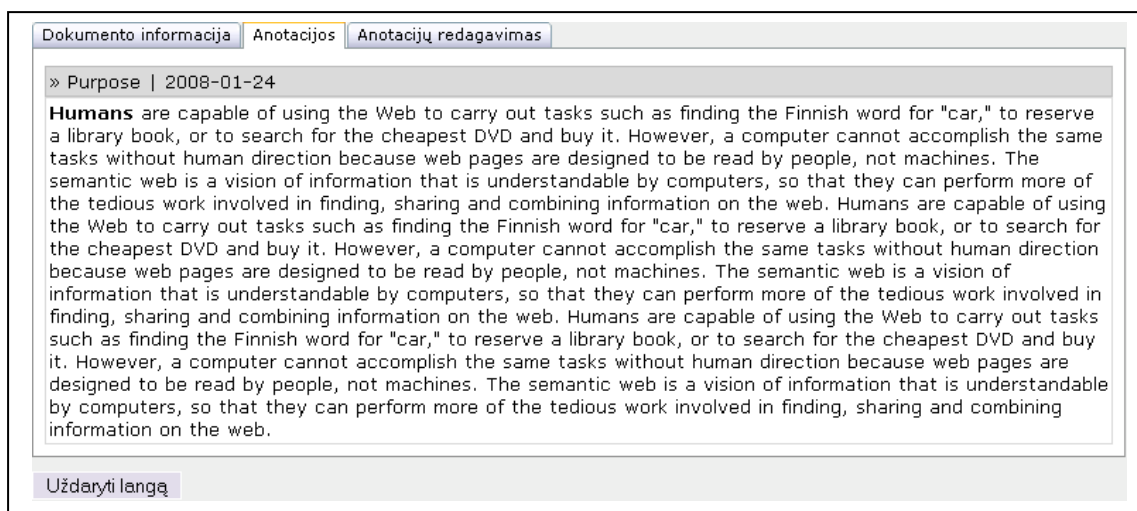 Dokumento informacija Anotacijos Anotacijų redagavimas
» Purpose | 2008-01-24
Humans are capable of using the Web to carry out tasks such as finding the Finnish word for "car," to reserve
a library book, or to search for the cheapest DVD and buy it. However, a computer cannot accomplish the same
tasks without human direction because web pages are designed to be read by people, not machines. The
semantic web is a vision of information that is understandable by computers, so that they can perform more of
the tedious work involved in finding, sharing and combining information on the web. Humans are capable of using
the Web to carry out tasks such as finding the Finnish word for "car," to reserve a library book, or to search for
the cheapest DVD and buy it. However, a computer cannot accomplish the same tasks without human direction
because web pages are designed to be read by people, not machines. The semantic web is a vision of
information that is understandable by computers, so that they can perform more of the tedious work involved in
finding, sharing and combining information on the web. Humans are capable of using the Web to carry out tasks
such as finding the Finnish word for "car," to reserve a library book, or to search for the cheapest DVD and buy
it. However, a computer cannot accomplish the same tasks without human direction because web pages are
designed to be read by people, not machines. The semantic web is a vision of information that is understandable
by computers, so that they can perform more of the tedious work involved in finding, sharing and combining
information on the web.
Uždaryti langą